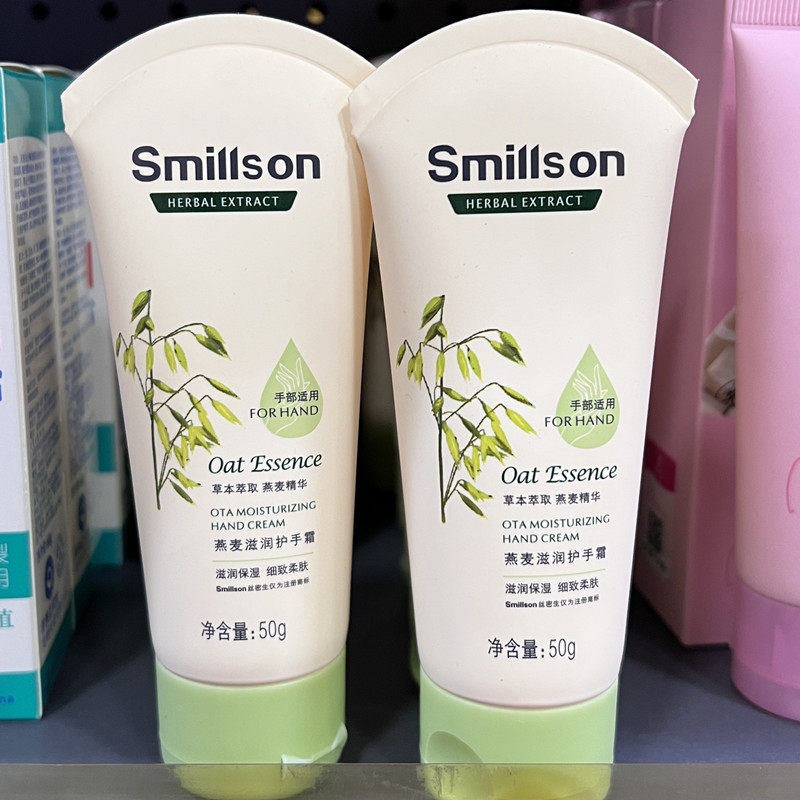 Smillson
HERBAL EXTRACT
手部适用
FOR HAND
Oat Essence
草本萃取 燕麦精华
OTA MOISTURIZING
HAND CREAM
燕麦滋润护手霜
滋润保湿 细致柔肤
Smillson 丝密生仅为注册商标
净含量:50g
Smillson
HERBAL EXTRACT
手部适用
FOR HAND
Oat Essence
草本萃取 燕麦精华
OTA MOISTURIZING
HAND CREAM
燕麦滋润护手霜
滋润保湿 细致柔肤
Smillson 丝密生仅为注册商标
净含量:50g